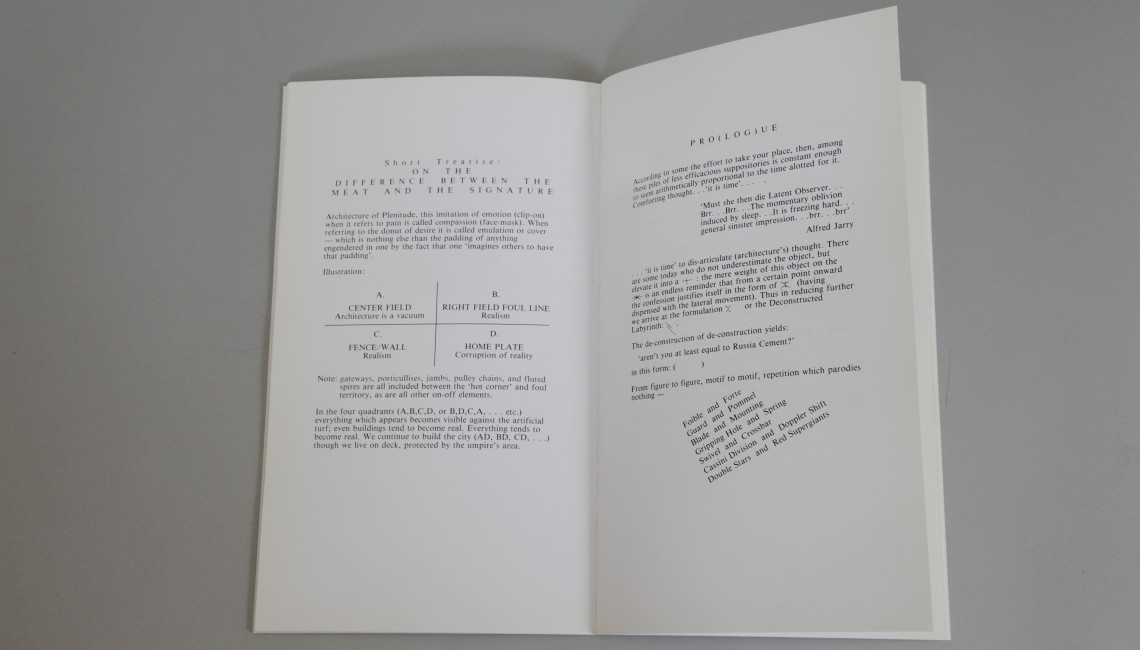 Short Treatise:
ON THE
DIFFERENCE BETWEEN THE
MEAT AND THE SIGNATURE
Architecture of Plenitude, this imitation of emotion (clip-on)
when it refers to pain is called compassion (face-mask). When
referring to the donut of desire it is called emulation or cover
— which is nothing else than the padding of anything
engendered in one by the fact that one 'imagines others to have
that padding'.
Illustration:
A.
CENTER FIELD
Architecture is a vacuum
B.
RIGHT FIELD FOUL LINE
Realism
C.
FENCE/WALL
Realism
D.
HOME PLATE
Corruption of reality
Note: gateways, porticullises, jambs, pulley chains, and fluted
spires are all included between the 'hot corner' and foul
territory, as are all other on-off elements.
In the four quadrants (A,B,C,D, or B,D,C,A, . . . etc.)
everything which appears becomes visible against the artificial
turf; even buildings tend to become real. Everything tends to
become real. We continue to build the city (AD, BD, CD, . . .)
though we live on deck, protected by the umpire's area.
PRO(LOG)UE
According to some the effort to take your place, then, among
these piles of less efficacious suppositories is constant enough
to seem arithmetically proportional to the time alotted for it.
Comforting thought. . .'it is time'. . . .
'Must she then die Latent Observer. . .
Brr. . .Brr. . .The momentary oblivion
induced by sleep. . .It is freezing hard. . .
general sinister impression. . .brr. . .brr'
Alfred Jarry
. . . 'it is time' to dis-articulate (architecture's) thought. There
are some today who do not underestimate the object, but
elevate it into a : the mere weight of this object on the
is an endless reminder that from a certain point onward
the confession justifies itself in the form of (having
dispensed with the lateral movement). Thus in reducing further
we arrive at the formulation or the Deconstructed
Labyrinth:
The de-construction of de-construction yields:
'aren't you at least equal to Russia Cement?'
in this form: ( )
From figure to figure, motif to motif, repetition which parodies
nothing —
Foible and Forte
Guard and Pommel
Blade and Mounting
Gripping Hole and Spring
Swivel and Crossbar
Cassini Division and Doppler Shift
Double Stars and Red Supergiants